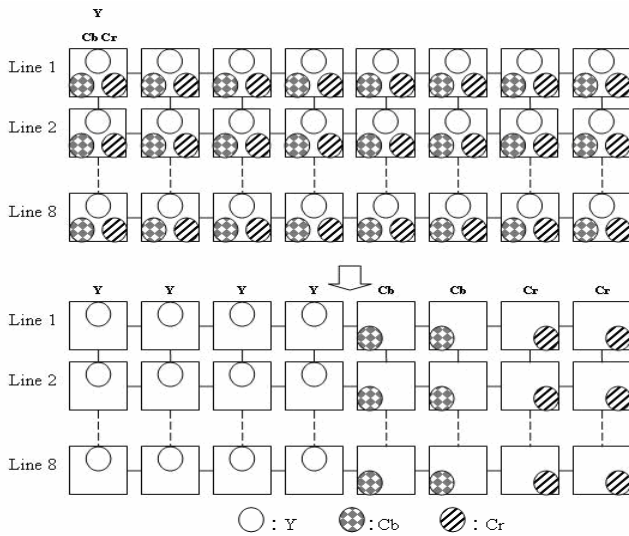 Y
Cb Cr
Line 1
Line 2
Line 8
Y Y Y Y Cb Cb Cr Cr
Line 1
Line 2
Line 8
: Y : Cb : Cr